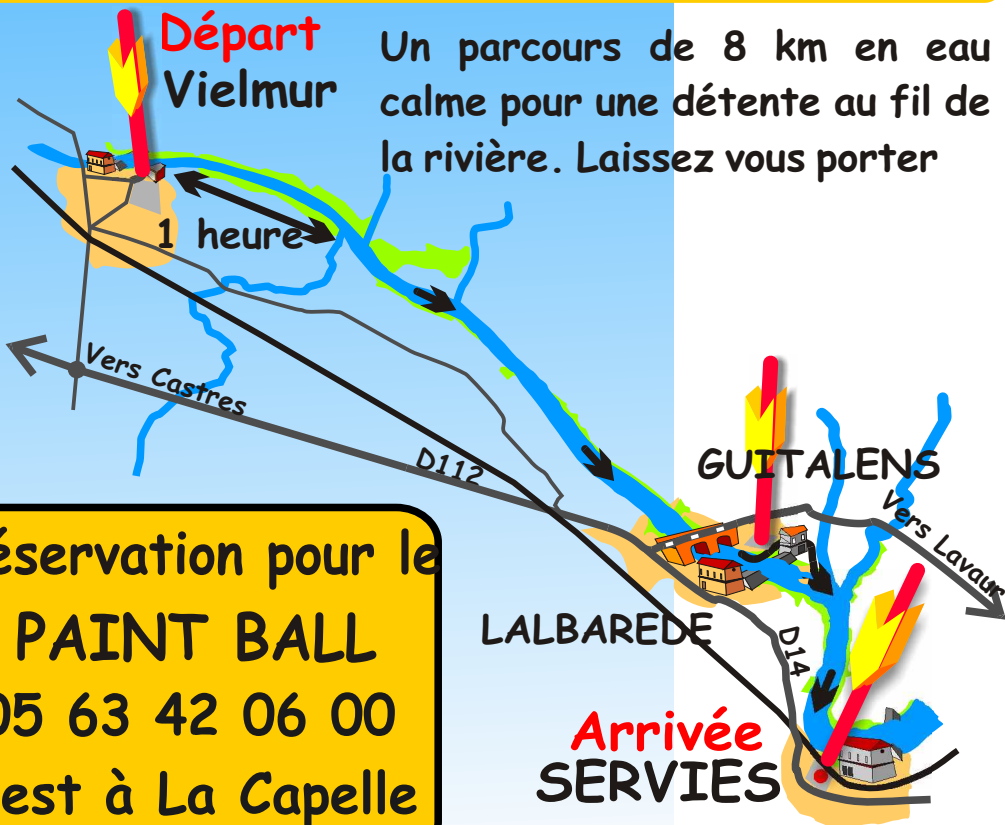 Départ
Vielmur
Un parcours de 8 km en eau
calme pour une détente au fil de
la rivière. Laissez vous porter
1 heure
Vers Castres
D112
GUITALENS
Vers Lavaur
LALBAREDE
D14
éservation pour le
PAINT BALL
05 63 42 06 00
est à La Capelle
Arrivée
SERVIES